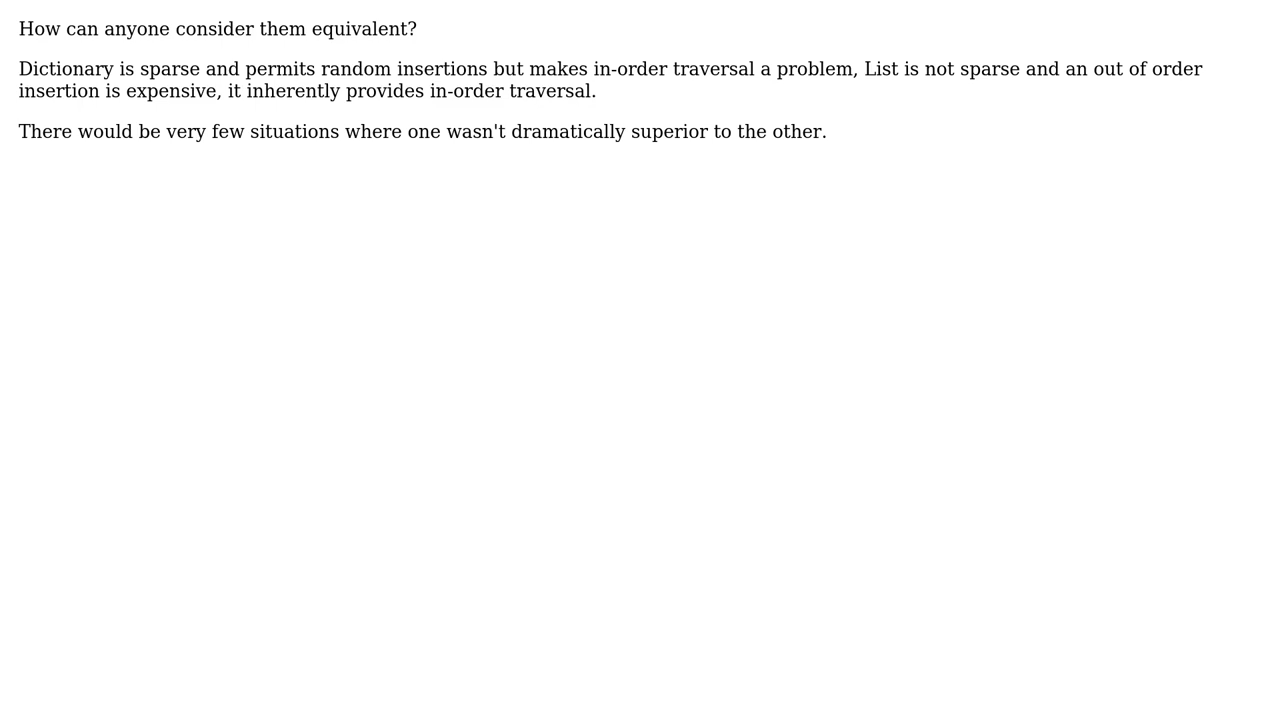 How can anyone consider them equivalent?
Dictionary is sparse and permits random insertions but makes in-order traversal a problem, List is not sparse and an out of order
insertion is expensive, it inherently provides in-order traversal.
There would be very few situations where one wasn't dramatically superior to the other.